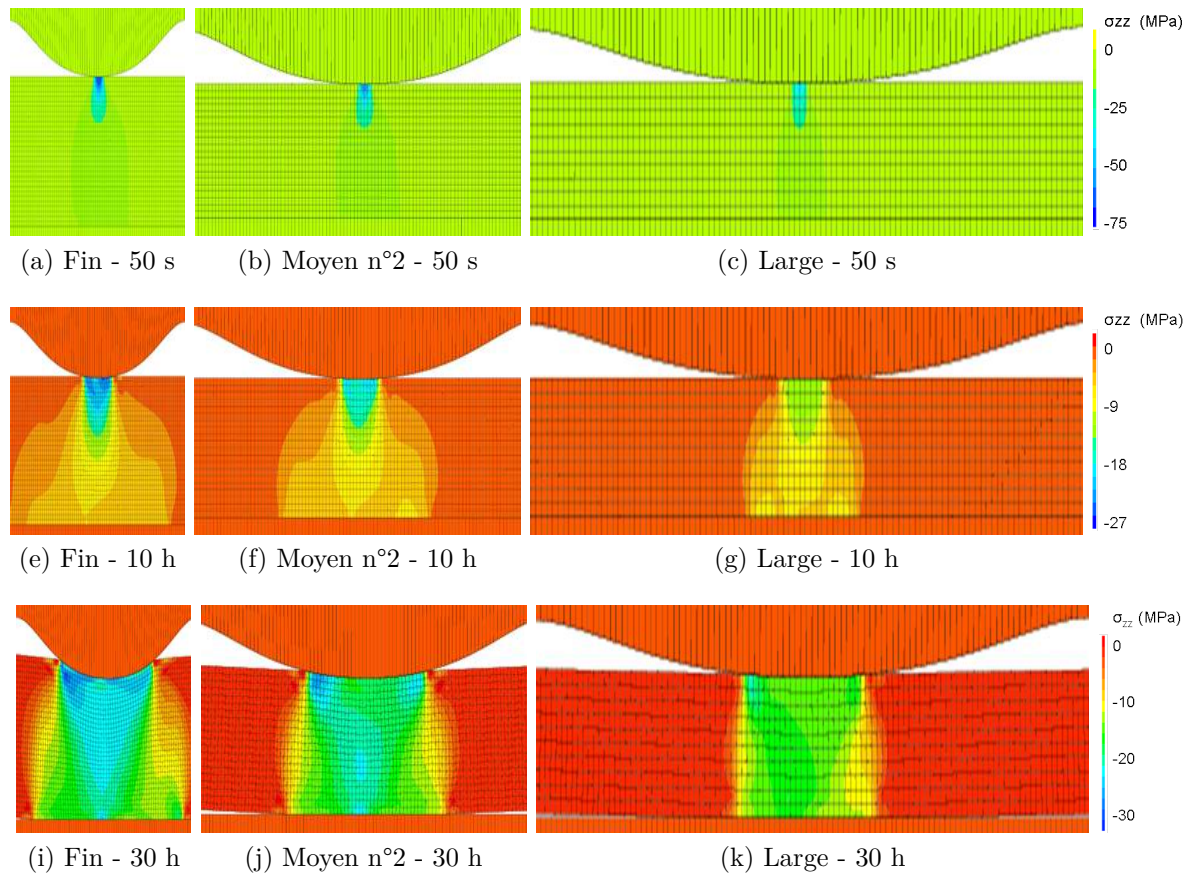 σzz (MPa)
0
-25
-50
-75
(a) Fin - 50 s
(b) Moyen n°2 - 50 s
(c) Large - 50 s
σzz (MPa)
0
-9
-18
-27
(e) Fin - 10 h
(f) Moyen n°2 - 10 h
(g) Large - 10 h
σzz (MPa)
0
-10
-20
-30
(i) Fin - 30 h
(j) Moyen n°2 - 30 h
(k) Large - 30 h